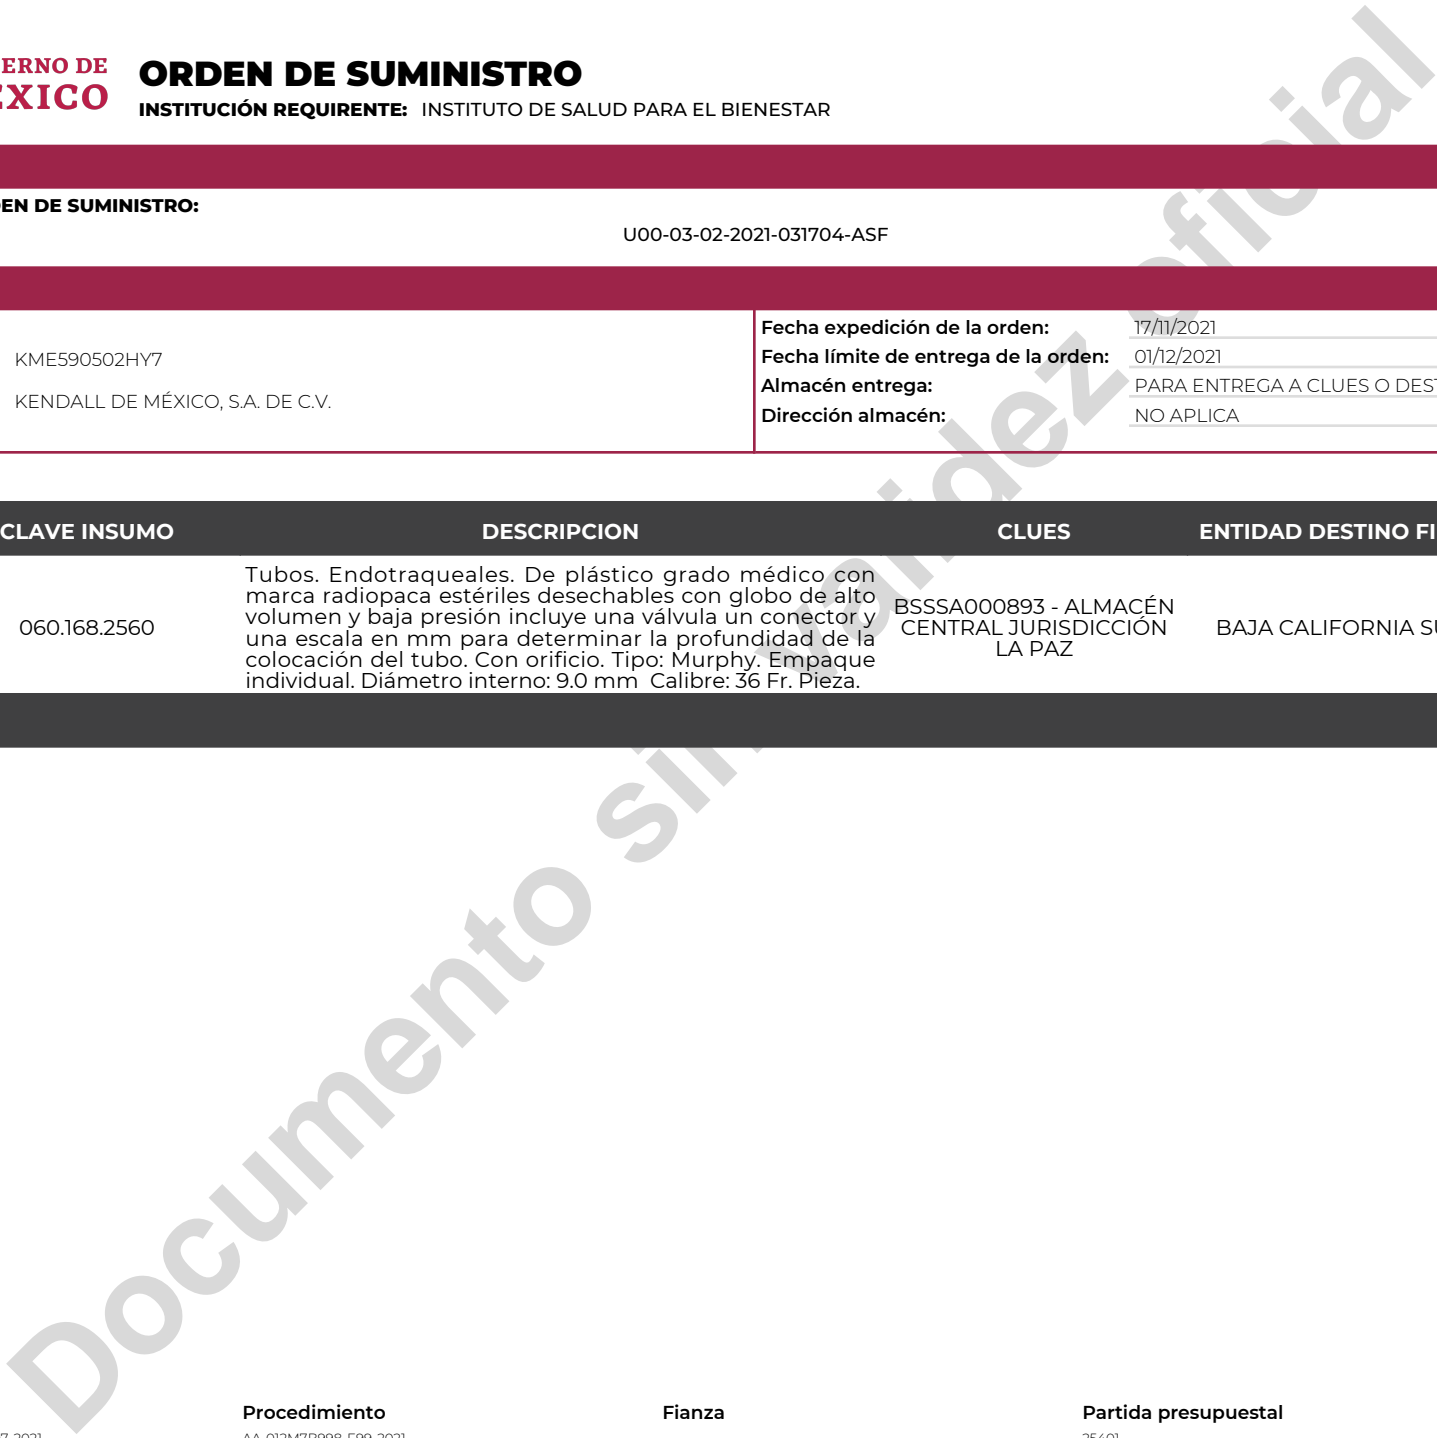 ERNO DE
ÉXICO
ORDEN DE SUMINISTRO
INSTITUCIÓN REQUIRENTE: INSTITUTO DE SALUD PARA EL BIENESTAR
EN DE SUMINISTRO:
U00-03-02-2021-031704-ASF
KME590502HY7
KENDALL DE MÉXICO, S.A. DE C.V.
Fecha expedición de la orden: 17/11/2021
Fecha límite de entrega de la orden: 01/12/2021
Almacén entrega: PARA ENTREGA A CLUES O DEST
Dirección almacén: NO APLICA
CLAVE INSUMO DESCRIPCION CLUES ENTIDAD DESTINO FI
060.168.2560
Tubos. Endotraqueales. De plástico grado médico con
marca radiopaca estériles desechables con globo de alto
volumen y baja presión incluye una válvula un conector y
una escala en mm para determinar la profundidad de la
colocación del tubo. Con orificio. Tipo: Murphy. Empaque
individual. Diámetro interno: 9.0 mm Calibre: 36 Fr. Pieza.
BSSSA000893 - ALMACÉN
CENTRAL JURISDICCIÓN
LA PAZ
BAJA CALIFORNIA SU
Documento sin validez oficial
Procedimiento Fianza Partida presupuestal